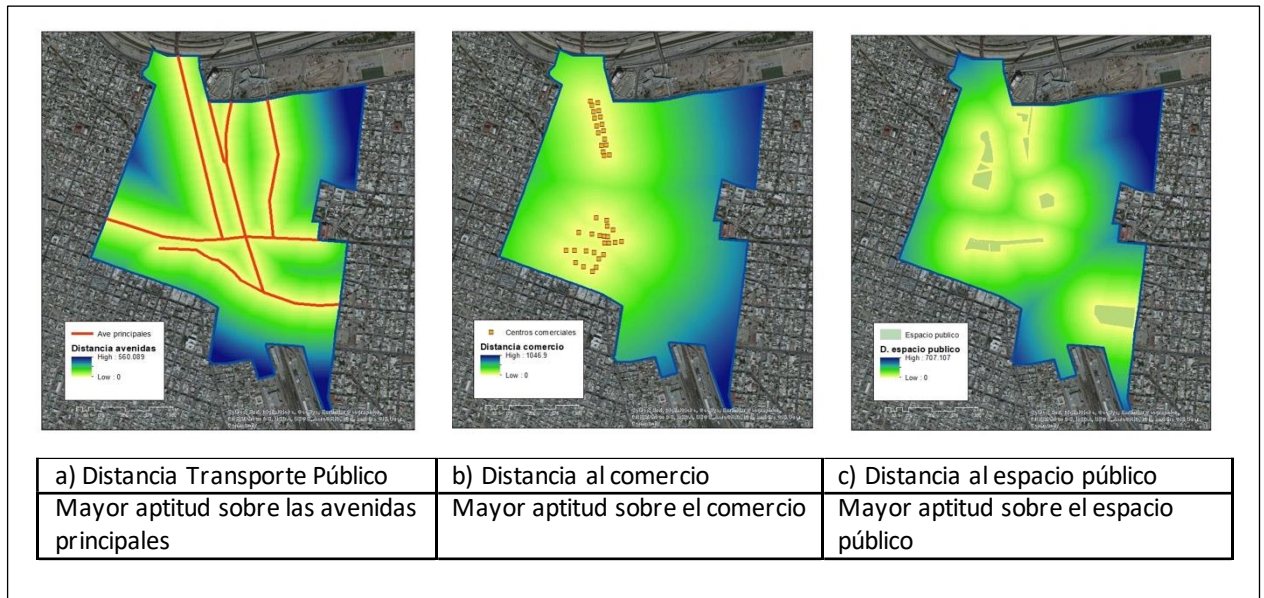 Ave principales
Distancia avenidas
High : 560.089
Low : 0
Centros comerciales
Distancia comercio
High : 1046.9
Low : 0
Espacio publico
D. espacio publico
High : 707.107
Low : 0
a) Distancia Transporte Público
b) Distancia al comercio
c) Distancia al espacio público
Mayor aptitud sobre las avenidas
principales
Mayor aptitud sobre el comercio
Mayor aptitud sobre el espacio
público